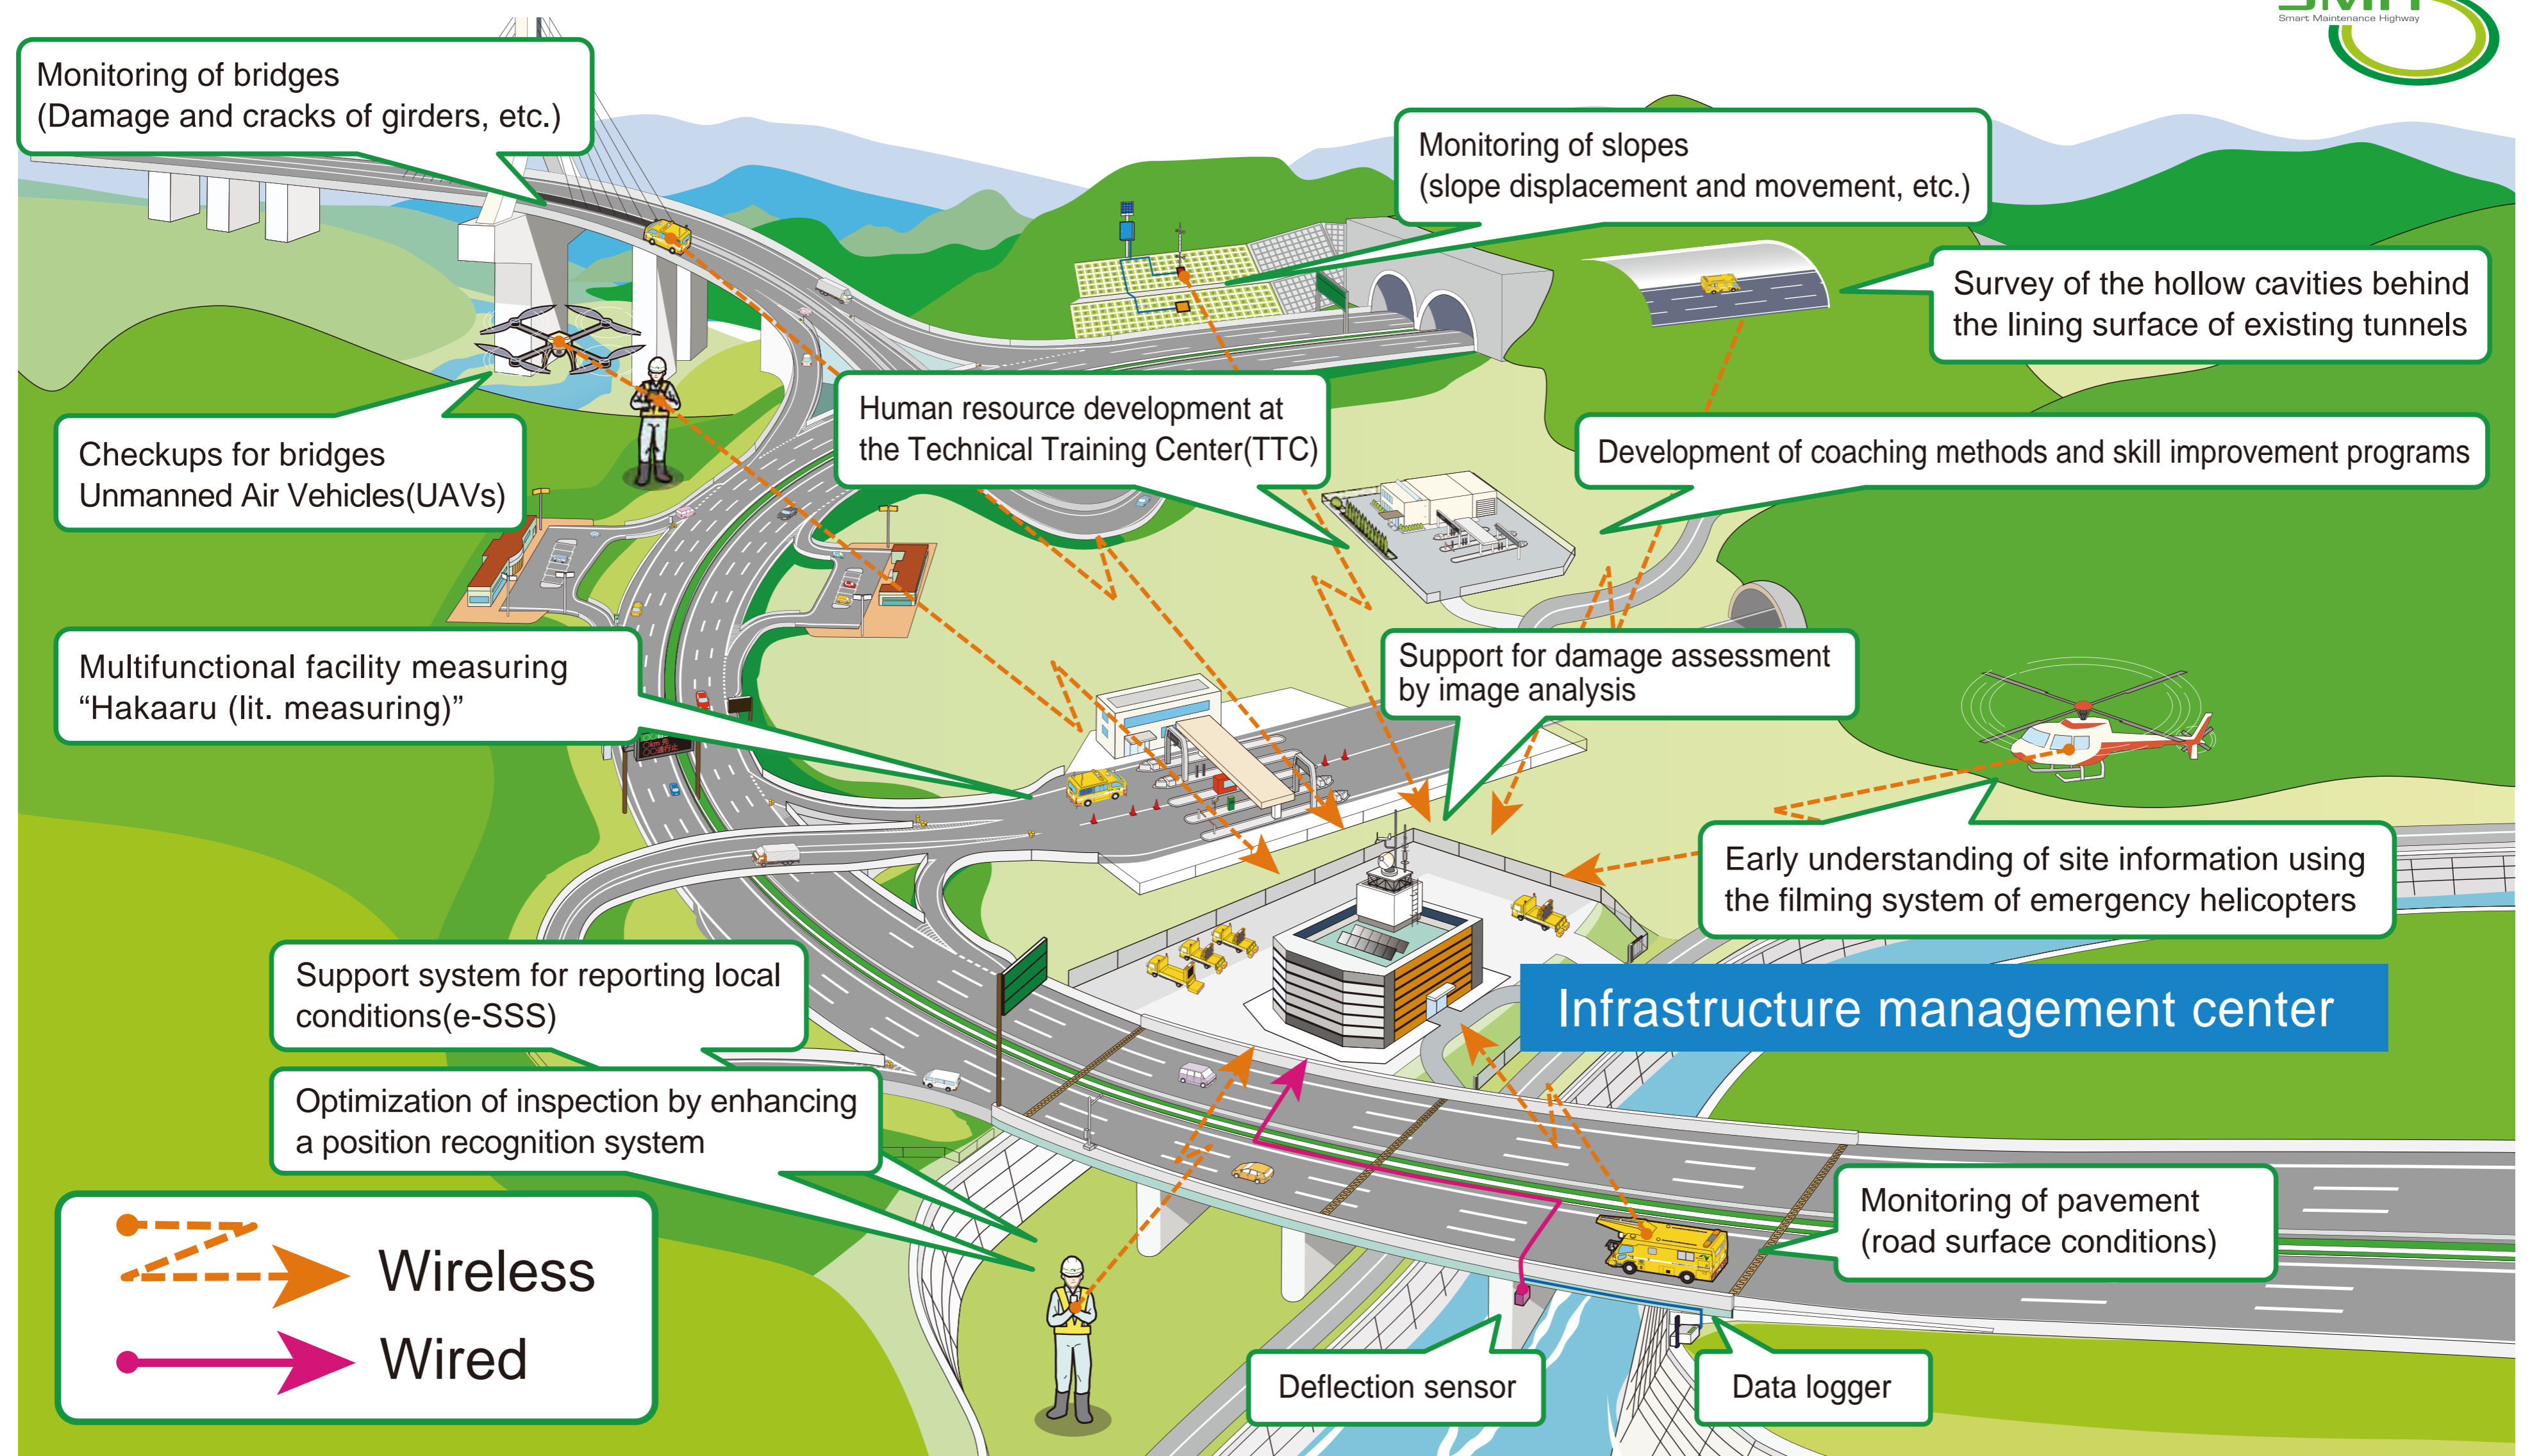 SMH
Smart Maintenance Highway
Monitoring of bridges
(Damage and cracks of girders, etc.)
Monitoring of slopes
(slope displacement and movement, etc.)
Survey of the hollow cavities behind
the lining surface of existing tunnels
Human resource development at
the Technical Training Center(TTC)
Development of coaching methods and skill improvement programs
Checkups for bridges
Unmanned Air Vehicles(UAVs)
Multifunctional facility measuring
“Hakaaru (lit. measuring)”
Support for damage assessment
by image analysis
Early understanding of site information using
the filming system of emergency helicopters
Infrastructure management center
Support system for reporting local
conditions(e-SSS)
Optimization of inspection by enhancing
a position recognition system
Monitoring of pavement
(road surface conditions)
Wireless
Wired
Deflection sensor
Data logger